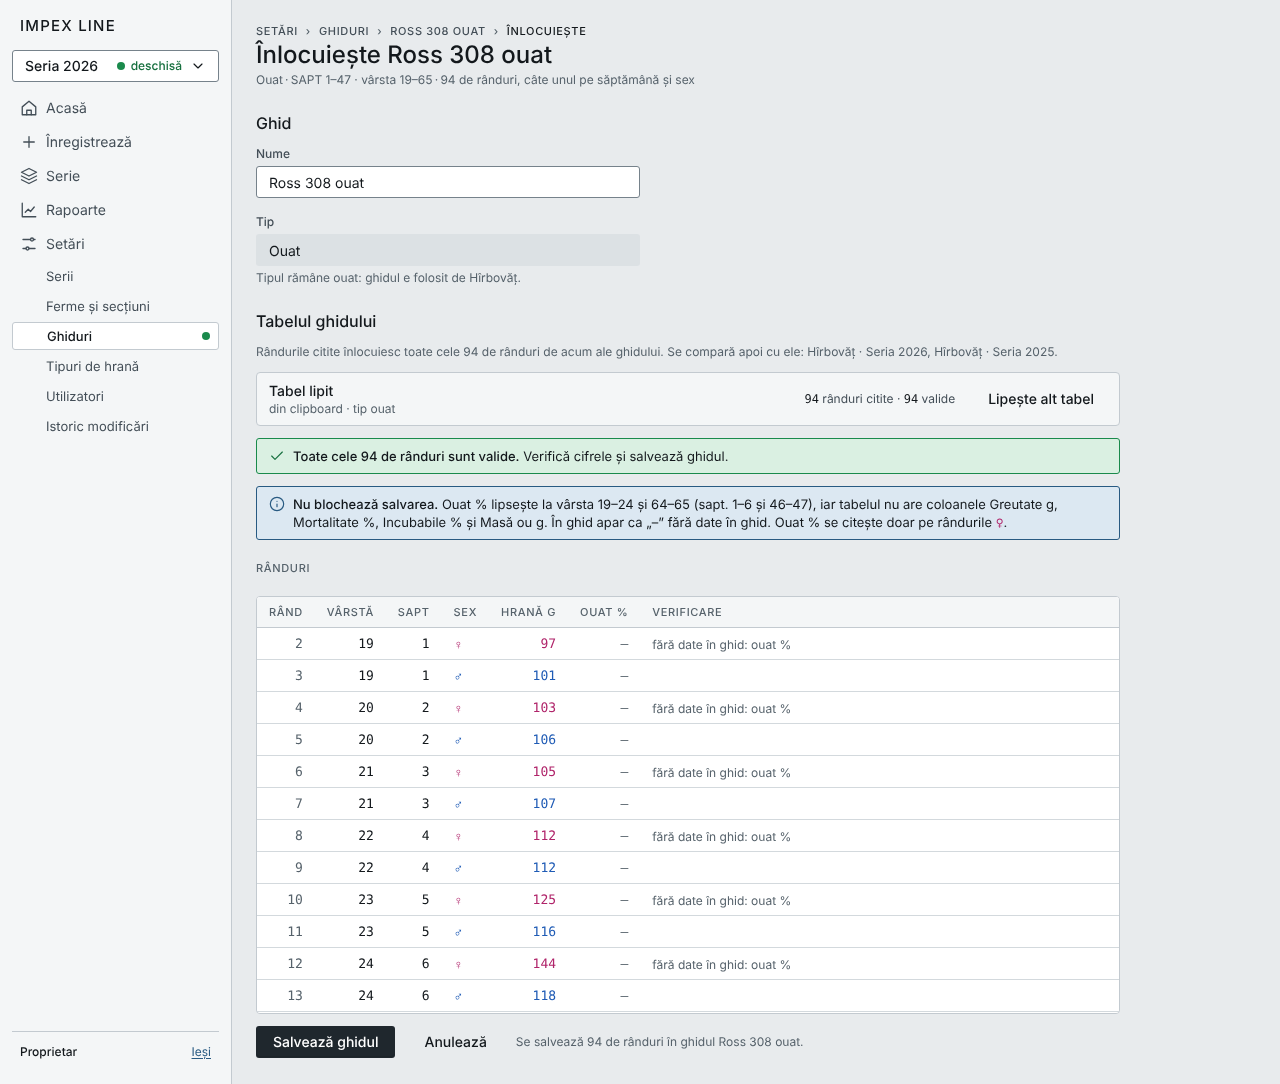 IMPEX LINE
Seria 2026 deschisă
Acasă
Înregistrează
Serie
Rapoarte
Setări
Serii
Ferme și secțiuni
Ghiduri
Tipuri de hrană
Utilizatori
Istoric modificări
Proprietar Ieși
SETĂRI › GHIDURI › ROSS 308 OUAT › ÎNLOCUIEȘTE
Înlocuiește Ross 308 ouat
Ouat · SAPT 1–47 · vârsta 19–65 · 94 de rânduri, câte unul pe săptămână și sex
Ghid
Nume
Ross 308 ouat
Tip
Ouat
Tipul rămâne ouat: ghidul e folosit de Hîrbovăț.
Tabelul ghidului
Rândurile citite înlocuiesc toate cele 94 de rânduri de acum ale ghidului. Se compară apoi cu ele: Hîrbovăț · Seria 2026, Hîrbovăț · Seria 2025.
Tabel lipit
din clipboard · tip ouat
94 rânduri citite · 94 valide
Lipește alt tabel
Toate cele 94 de rânduri sunt valide. Verifică cifrele și salvează ghidul.
Nu blochează salvarea. Ouat % lipsește la vârsta 19–24 și 64–65 (sapt. 1–6 și 46–47), iar tabelul nu are coloanele Greutate g,
Mortalitate %, Incubabile % și Masă ou g. În ghid apar ca „–” fără date în ghid. Ouat % se citește doar pe rândurile ♀.
RÂNDURI
RÂND VÂRSTĂ SAPT SEX HRANĂ G OUAT % VERIFICARE
2 19 1 ♀ 97 – fără date în ghid: ouat %
3 19 1 ♂ 101 –
4 20 2 ♀ 103 – fără date în ghid: ouat %
5 20 2 ♂ 106 –
6 21 3 ♀ 105 – fără date în ghid: ouat %
7 21 3 ♂ 107 –
8 22 4 ♀ 112 – fără date în ghid: ouat %
9 22 4 ♂ 112 –
10 23 5 ♀ 125 – fără date în ghid: ouat %
11 23 5 ♂ 116 –
12 24 6 ♀ 144 – fără date în ghid: ouat %
13 24 6 ♂ 118 –
Salvează ghidul Anulează Se salvează 94 de rânduri în ghidul Ross 308 ouat.